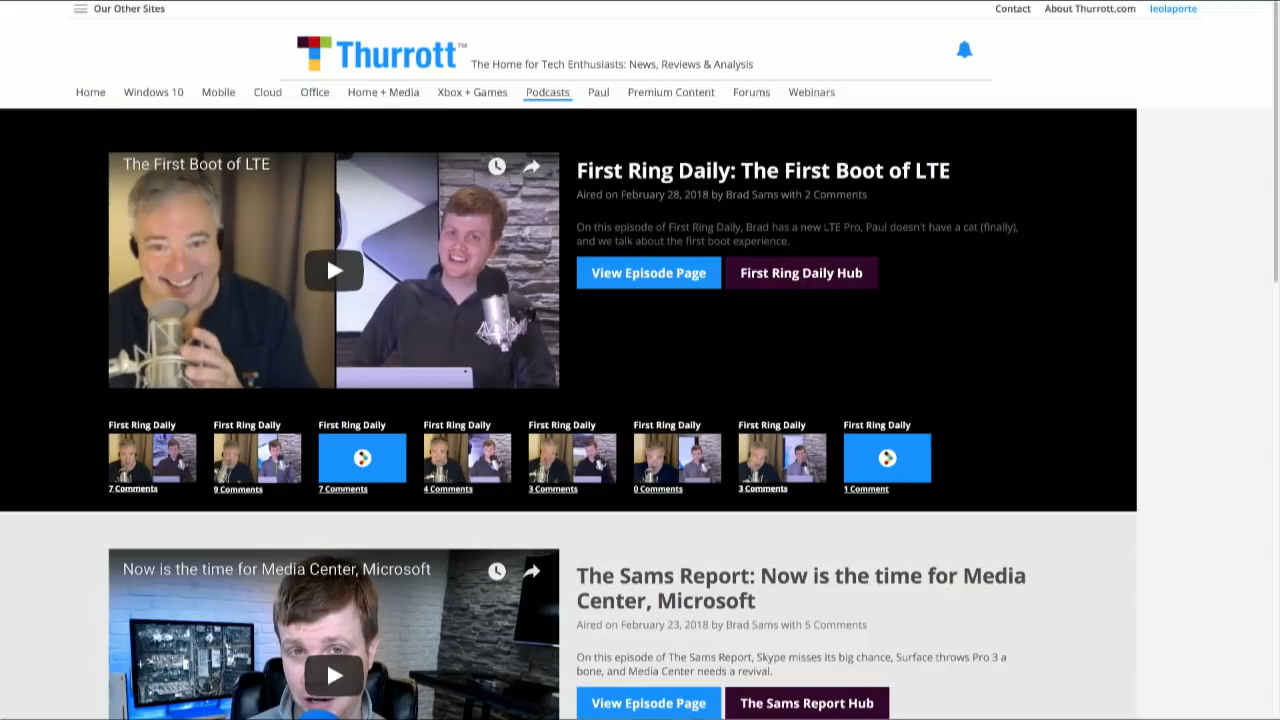 Our Other Sites
Contact About Thurrott.com leolaporte
Thurrott™
The Home for Tech Enthusiasts: News, Reviews & Analysis
Home Windows 10 Mobile Cloud Office Home + Media Xbox + Games Podcasts Paul Premium Content Forums Webinars
The First Boot of LTE
First Ring Daily: The First Boot of LTE
Aired on February 28, 2018 by Brad Sams with 2 Comments
On this episode of First Ring Daily, Brad has a new LTE Pro, Paul doesn't have a cat (finally),
and we talk about the first boot experience.
View Episode Page First Ring Daily Hub
First Ring Daily First Ring Daily First Ring Daily First Ring Daily First Ring Daily First Ring Daily First Ring Daily First Ring Daily
7 Comments 9 Comments 7 Comments 4 Comments 3 Comments 0 Comments 3 Comments 1 Comment
Now is the time for Media Center, Microsoft
The Sams Report: Now is the time for Media
Center, Microsoft
Aired on February 23, 2018 by Brad Sams with 5 Comments
On this episode of The Sams Report, Skype misses its big chance, Surface throws Pro 3 a
bone, and Media Center needs a revival.
View Episode Page The Sams Report Hub